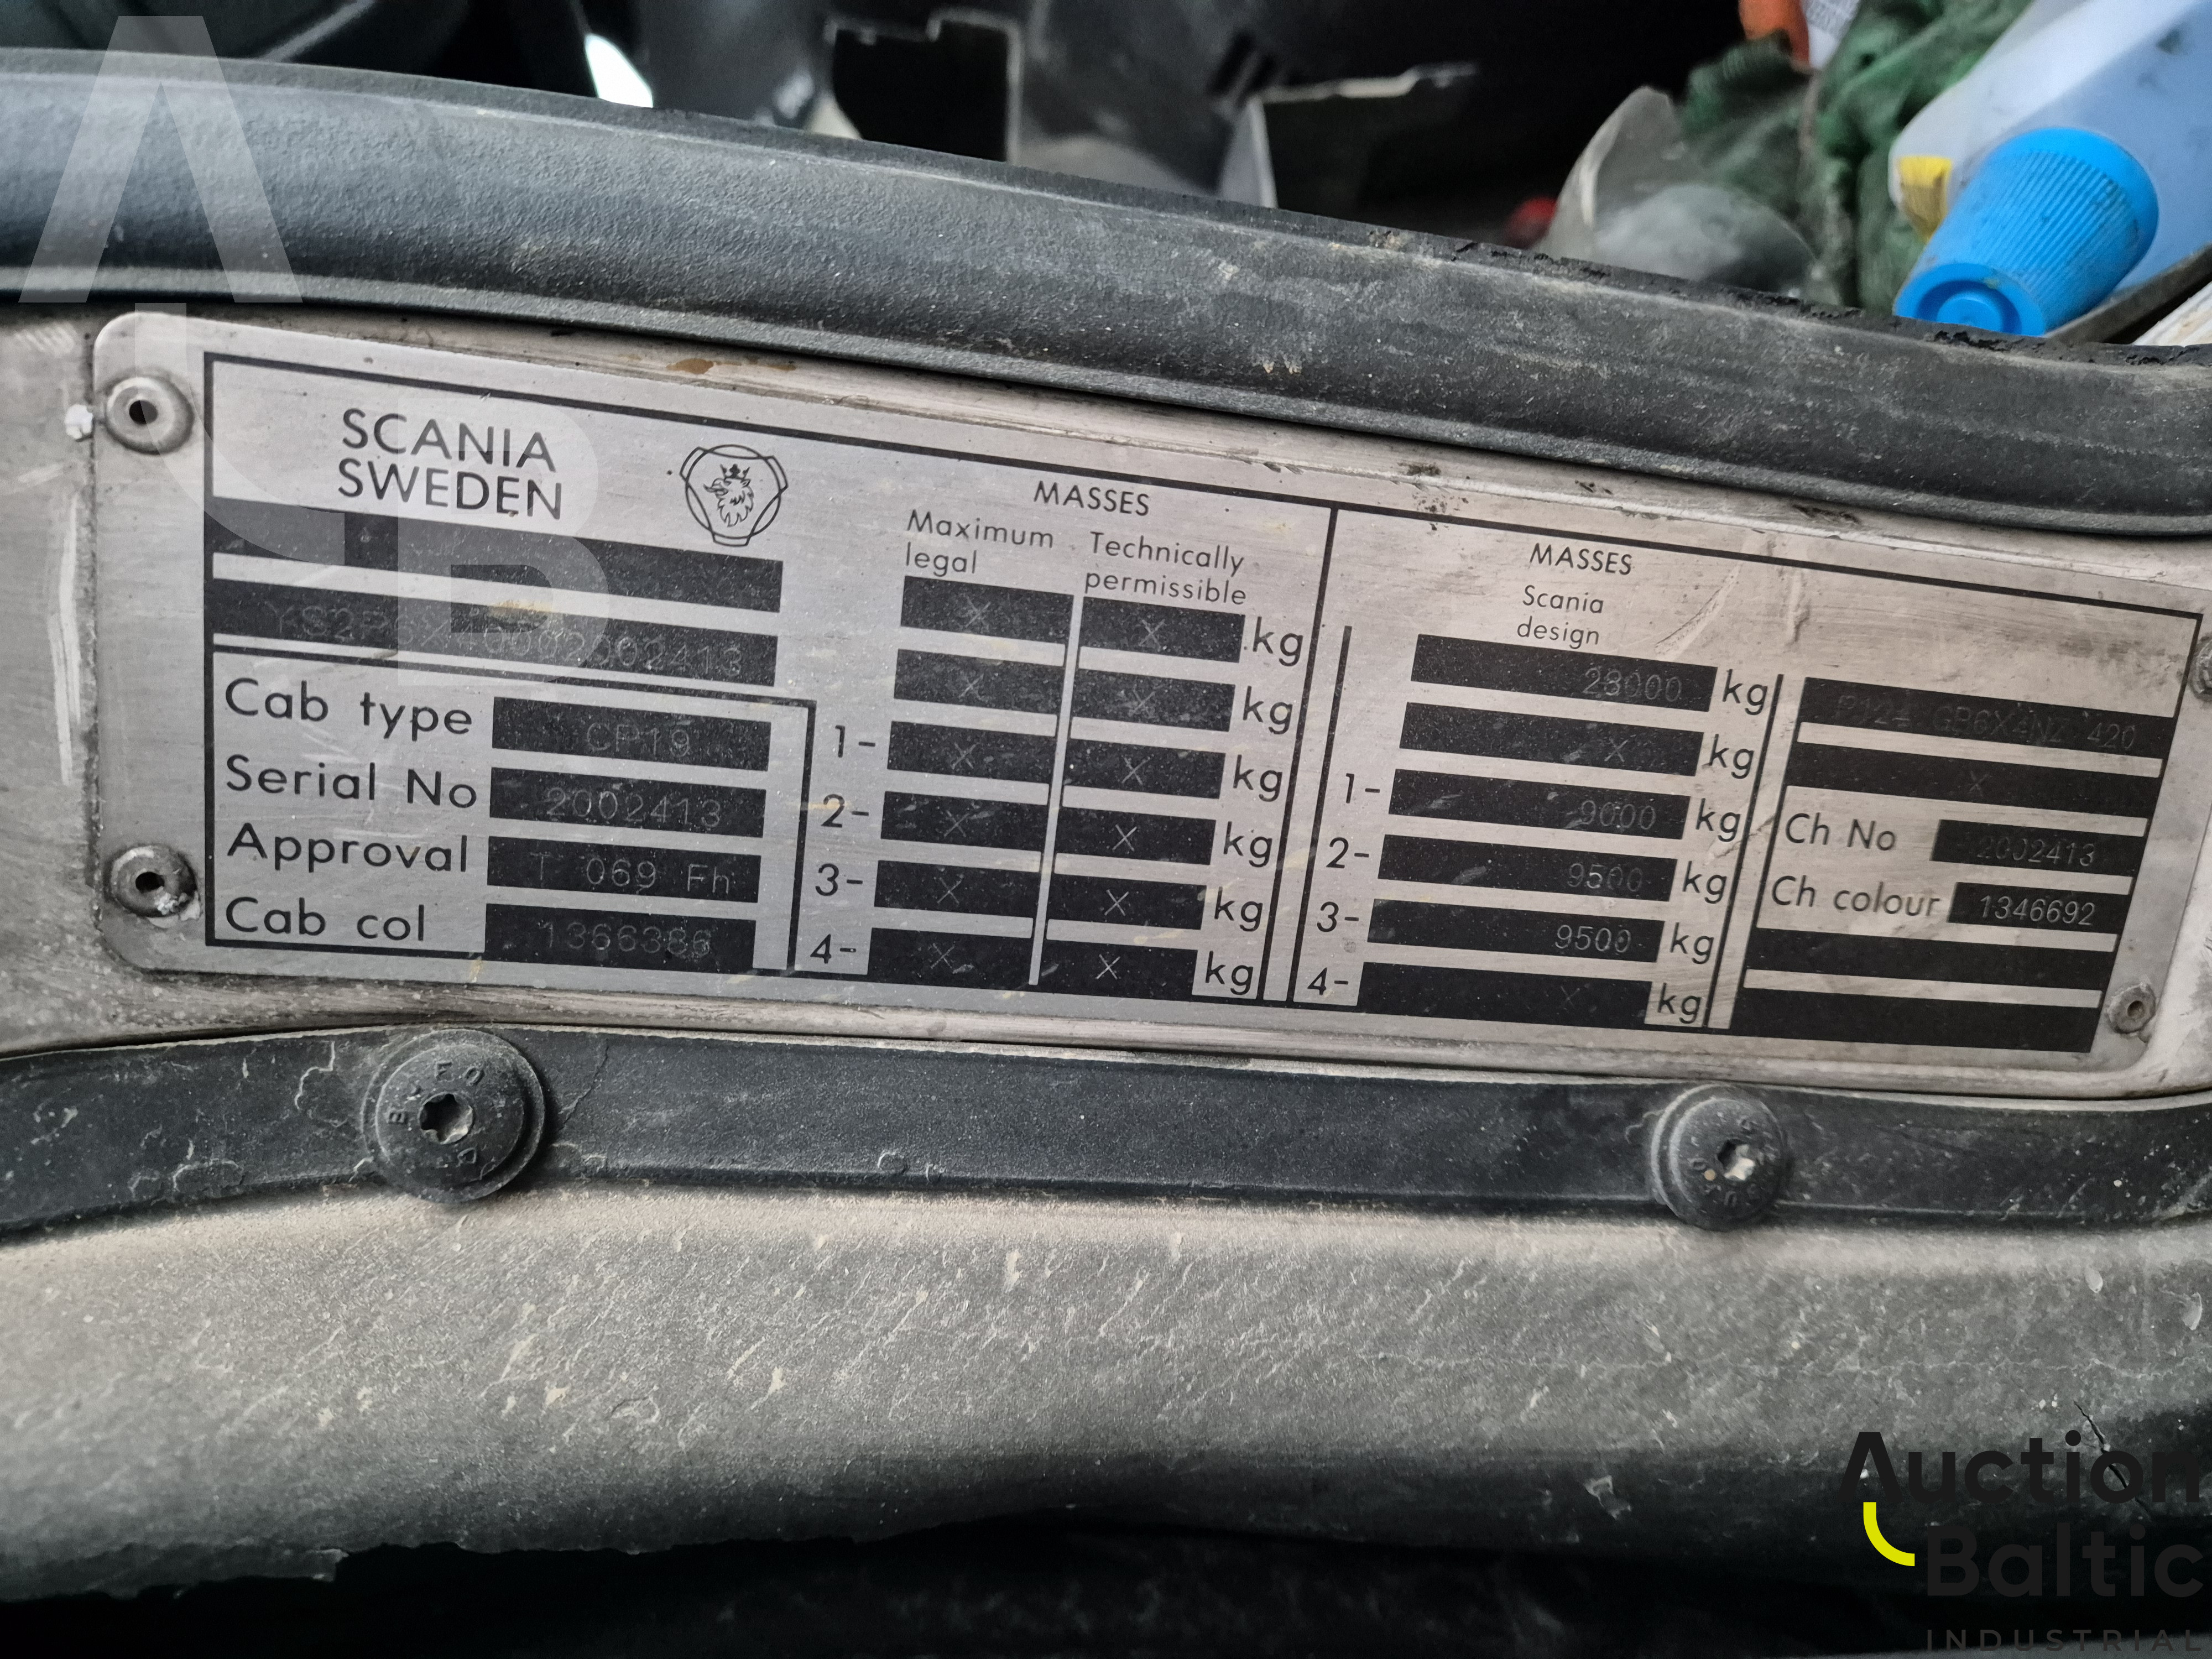 SCANIA
SWEDEN
Cab type CP19
Serial No 2002413
Approval T 069 Fh
Cab col 1366386
MASSES
Maximum legal
Technically permissible
X X kg
X X kg
1- X X kg
2- X X kg
3- X X kg
4- X X kg
MASSES
Scania design
28000 kg
X kg
1- 9000 kg
2- 9500 kg
3- 9500 kg
4- X kg
P124 GB6X4NZ 420
X
Ch No 2002413
Ch colour 1346692
Auction
Baltic
INDUSTRIAL